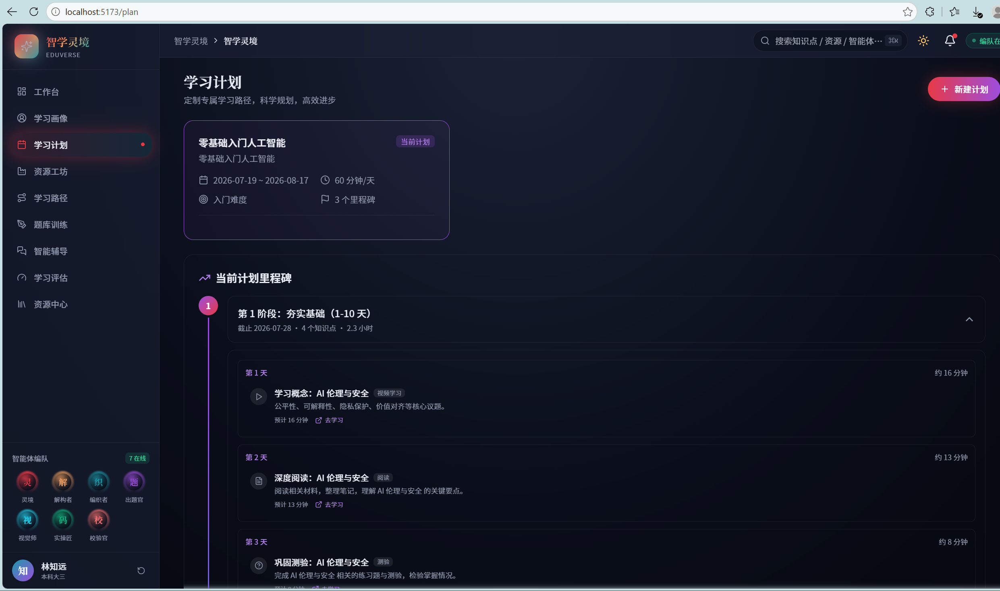 localhost:5173/plan
智学灵境
EDUVERSE
智学灵境 > 智学灵境
搜索知识点 / 资源 / 智能体… ⌘K
编队在
工作台
学习画像
学习计划
资源工坊
学习路径
题库训练
智能辅导
学习评估
资源中心
智能体编队
7 在线
灵 解 织 题
灵境 解构者 编织者 出题官
视 码 校
视觉师 实操匠 校验官
知
林知远
本科大三
学习计划
定制专属学习路径，科学规划，高效进步
+ 新建计划
零基础入门人工智能
当前计划
零基础入门人工智能
2026-07-19 ~ 2026-08-17
60 分钟/天
入门难度
3 个里程碑
当前计划里程碑
1
第 1 阶段：夯实基础（1-10 天）
截止 2026-07-28 • 4 个知识点 • 2.3 小时
第 1 天
约 16 分钟
学习概念：AI 伦理与安全 视频学习
公平性、可解释性、隐私保护、价值对齐等核心议题。
预计 16 分钟 去学习
第 2 天
约 13 分钟
深度阅读：AI 伦理与安全 阅读
阅读相关材料，整理笔记，理解 AI 伦理与安全 的关键要点。
预计 13 分钟 去学习
第 3 天
约 8 分钟
巩固测验：AI 伦理与安全 测验
完成 AI 伦理与安全 相关的练习题与测验，检验掌握情况。
预计 8 分钟 去学习